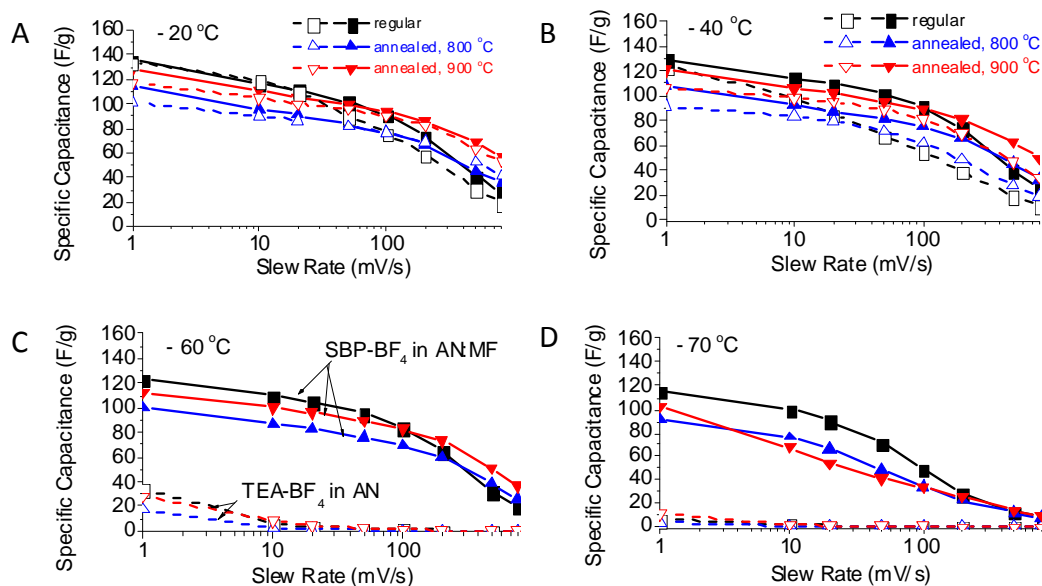 A
- 20 °C
regular
annealed, 800 °C
annealed, 900 °C
Specific Capacitance (F/g)
160
140
120
100
80
60
40
20
0
1
10
100
Slew Rate (mV/s)
B
- 40 °C
regular
annealed, 800 °C
annealed, 900 °C
Specific Capacitance (F/g)
160
140
120
100
80
60
40
20
0
1
10
100
Slew Rate (mV/s)
C
- 60 °C
SBP-BF4 in AN:MF
TEA-BF4 in AN
Specific Capacitance (F/g)
160
140
120
100
80
60
40
20
0
1
10
100
Slew Rate (mV/s)
D
- 70 °C
Specific Capacitance (F/g)
160
140
120
100
80
60
40
20
0
1
10
100
Slew Rate (mV/s)